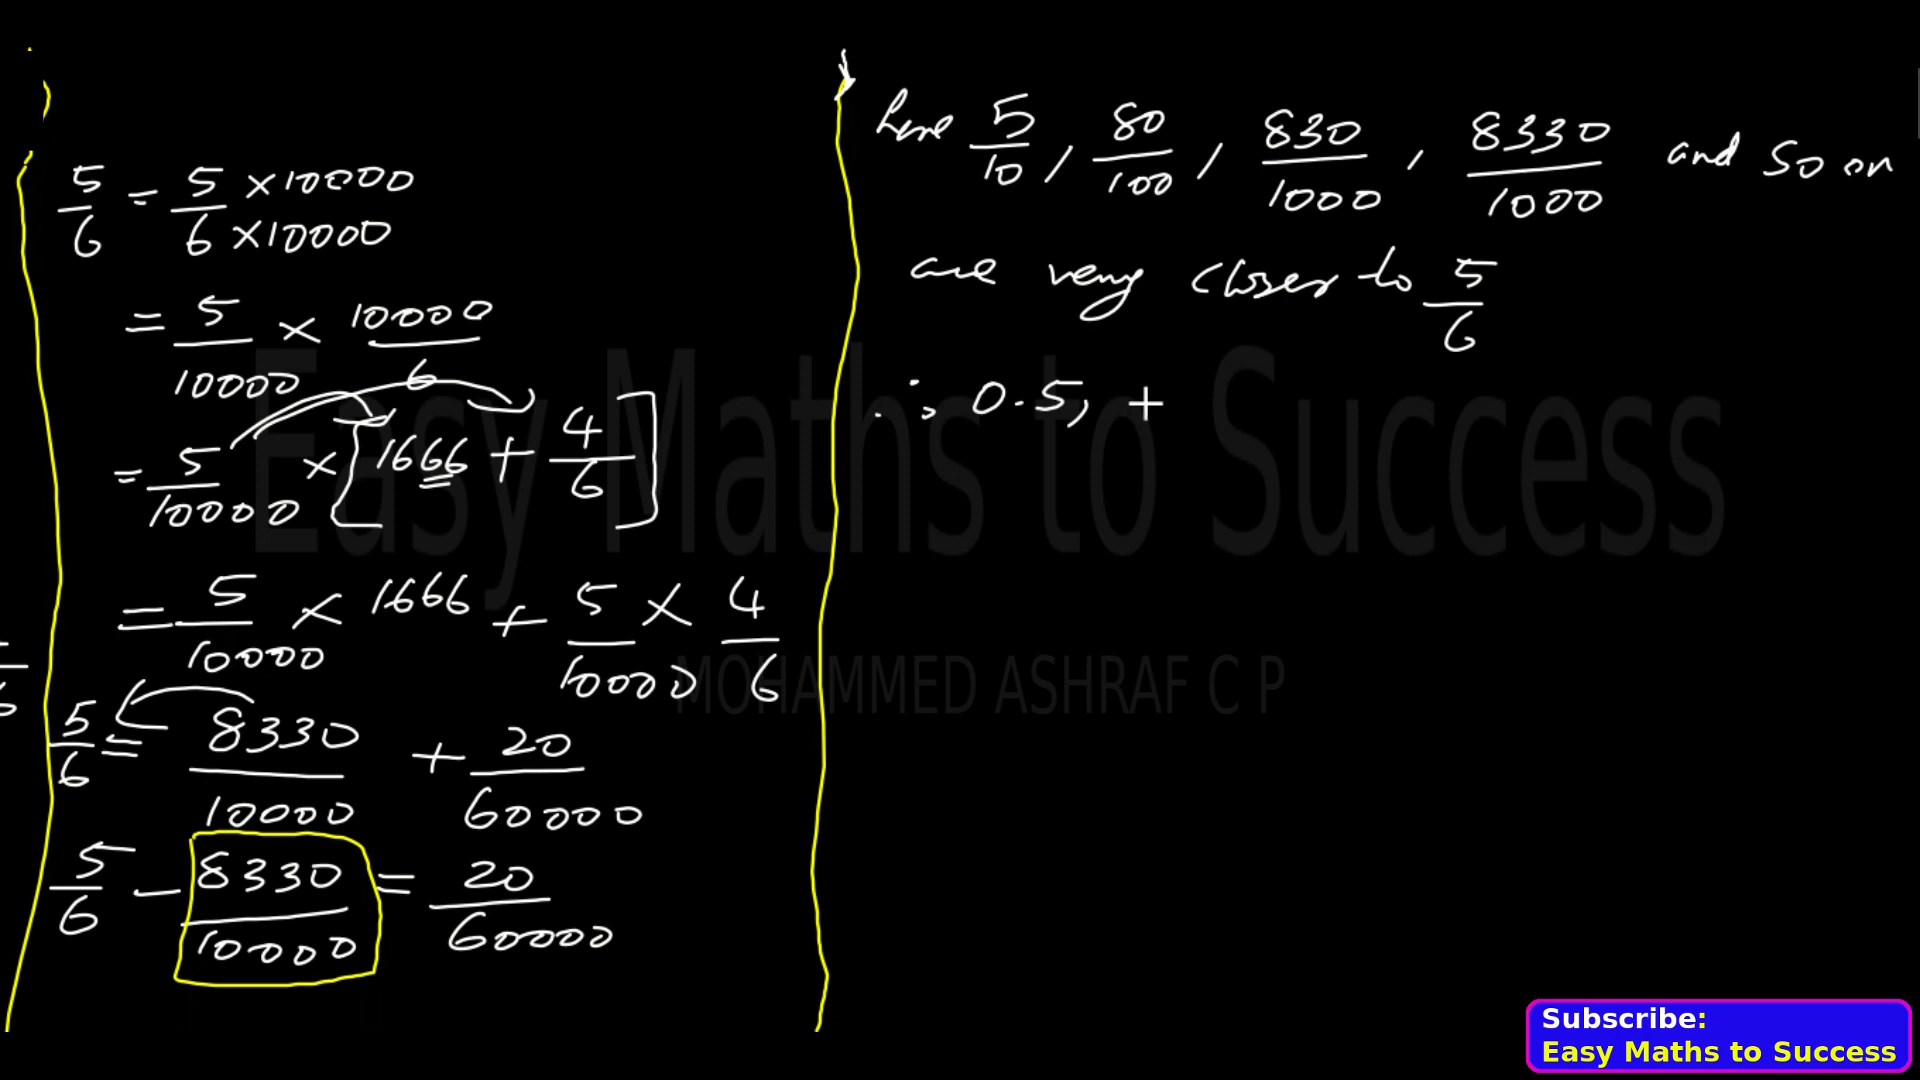 5/6 = 5×10000 / 6×10000
= 5/10000 × 10000/6
= 5/10000 × [1666 + 4/6]
= 5/10000 × 1666 + 5/10000 × 4/6
5/6 = 8330/10000 + 20/60000
5/6 − 8330/10000 = 20/60000
here 5/10, 80/100, 830/1000, 8330/1000 and so on
are very closer to 5/6
∴ 0.5, +
Easy Maths to Success
MOHAMMED ASHRAF C P
Subscribe:
Easy Maths to Success